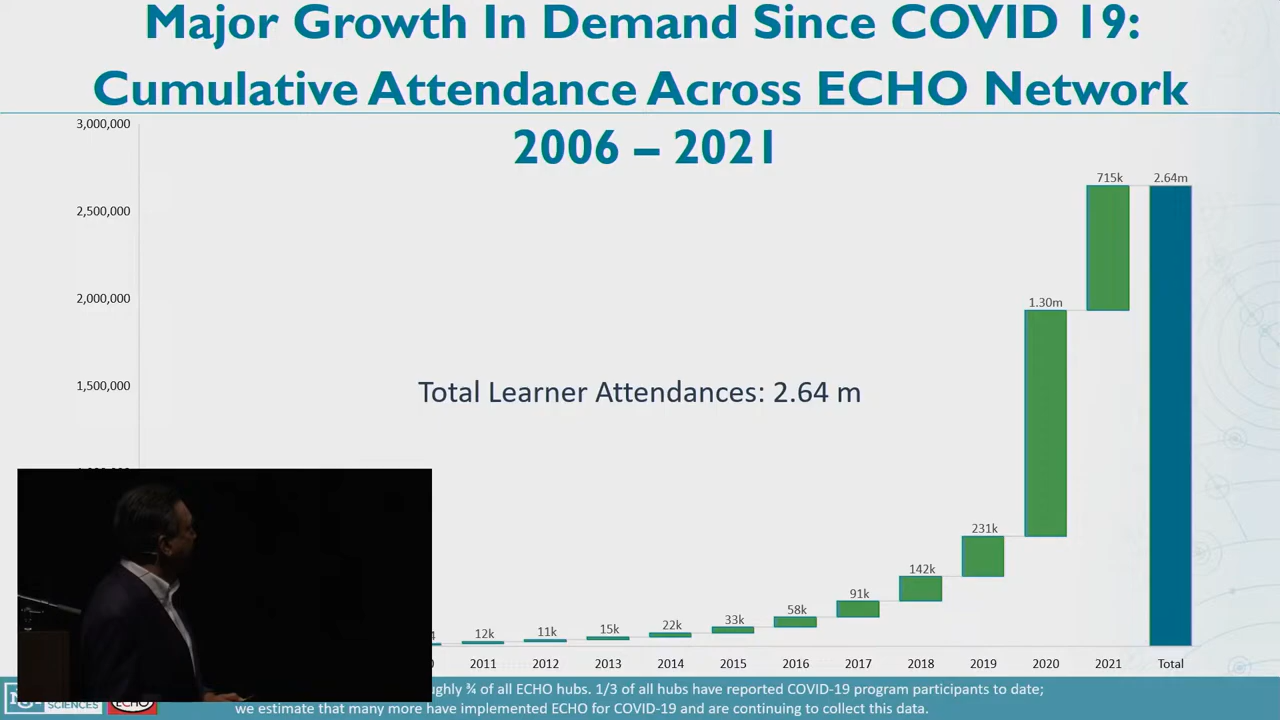 Major Growth In Demand Since COVID 19:
Cumulative Attendance Across ECHO Network
2006 – 2021
3,000,000
2,500,000
2,000,000
1,500,000
Total Learner Attendances: 2.64 m
12k
11k
15k
22k
33k
58k
91k
142k
231k
1.30m
715k
2.64m
2011 2012 2013 2014 2015 2016 2017 2018 2019 2020 2021 Total
¾ of all ECHO hubs. 1/3 of all hubs have reported COVID-19 program participants to date;
we estimate that many more have implemented ECHO for COVID-19 and are continuing to collect this data.
SCIENCES
ECHO